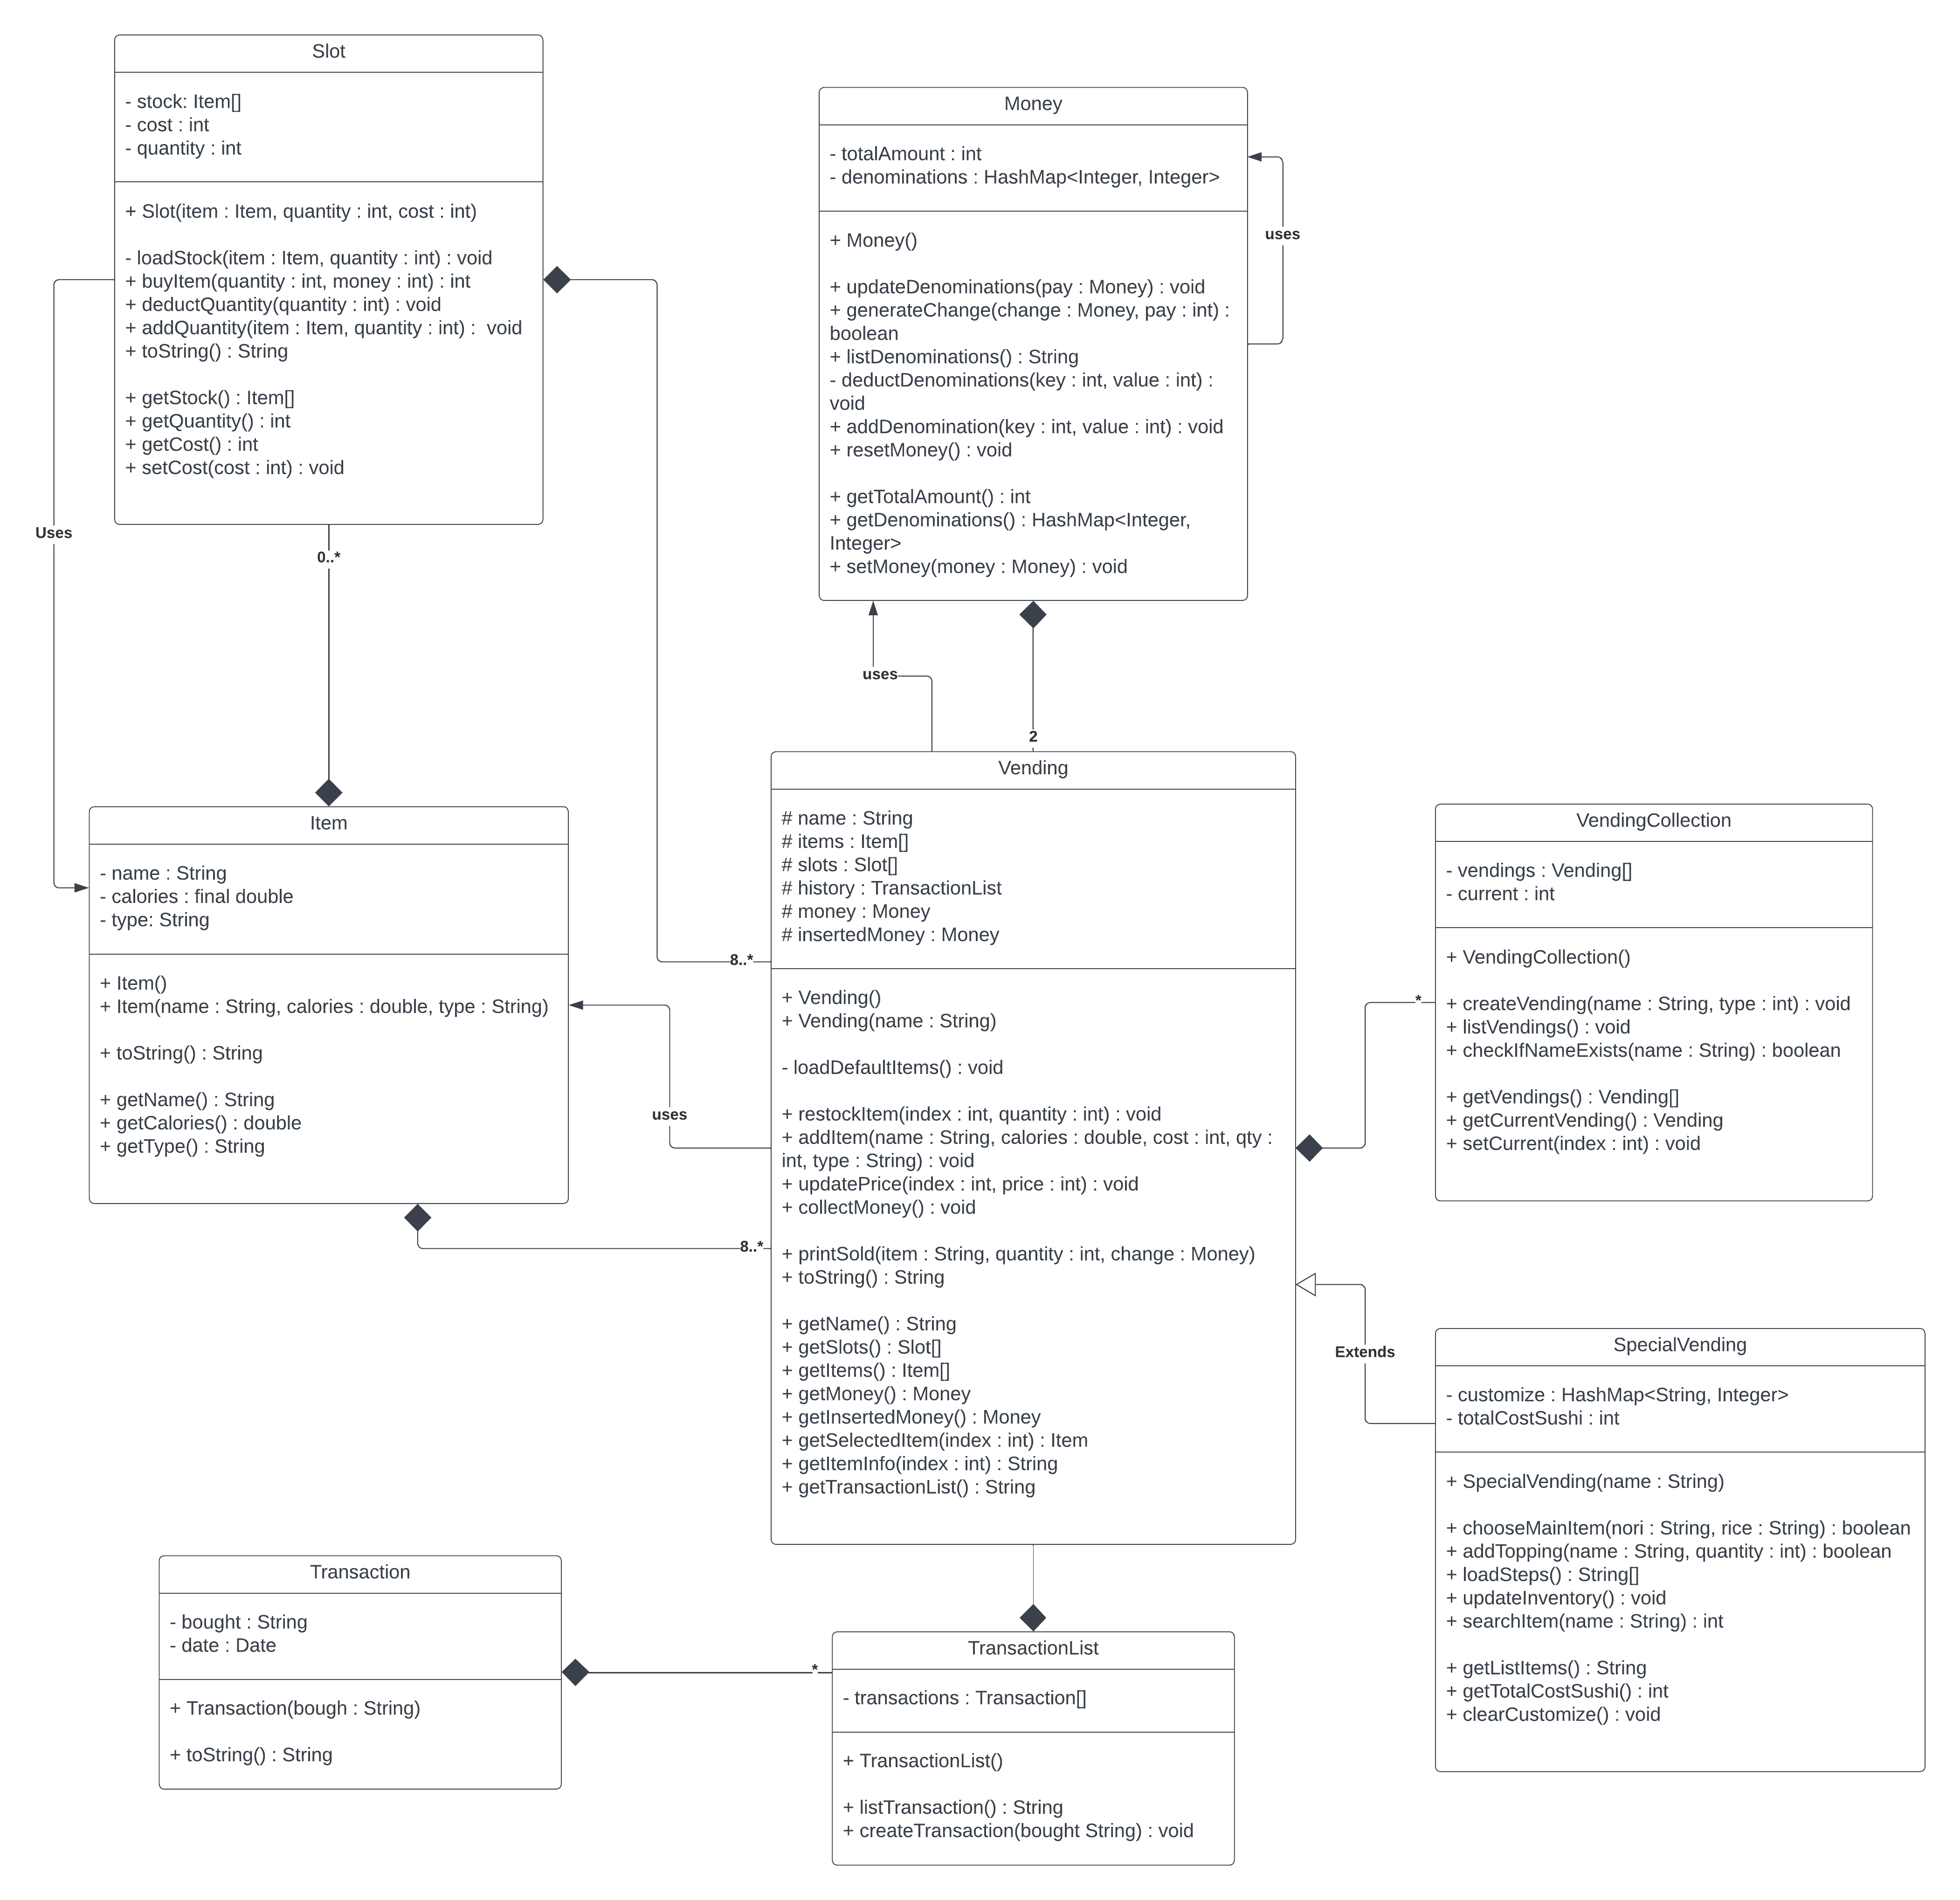 Slot
- stock: Item[]
- cost : int
- quantity : int
+ Slot(item : Item, quantity : int, cost : int)
- loadStock(item : Item, quantity : int) : void
+ buyItem(quantity : int, money : int) : int
+ deductQuantity(quantity : int) : void
+ addQuantity(item : Item, quantity : int) :  void
+ toString() : String
+ getStock() : Item[]
+ getQuantity() : int
+ getCost() : int
+ setCost(cost : int) : void
Money
- totalAmount : int
- denominations : HashMap<Integer, Integer>
+ Money()
+ updateDenominations(pay : Money) : void
+ generateChange(change : Money, pay : int) :
boolean
+ listDenominations() : String
- deductDenominations(key : int, value : int) :
void
+ addDenomination(key : int, value : int) : void
+ resetMoney() : void
+ getTotalAmount() : int
+ getDenominations() : HashMap<Integer,
Integer>
+ setMoney(money : Money) : void
uses
Uses
0..*
uses
2
Item
- name : String
- calories : final double
- type: String
+ Item()
+ Item(name : String, calories : double, type : String)
+ toString() : String
+ getName() : String
+ getCalories() : double
+ getType() : String
8..*
uses
8..*
Vending
# name : String
# items : Item[]
# slots : Slot[]
# history : TransactionList
# money : Money
# insertedMoney : Money
+ Vending()
+ Vending(name : String)
- loadDefaultItems() : void
+ restockItem(index : int, quantity : int) : void
+ addItem(name : String, calories : double, cost : int, qty :
int, type : String) : void
+ updatePrice(index : int, price : int) : void
+ collectMoney() : void
+ printSold(item : String, quantity : int, change : Money)
+ toString() : String
+ getName() : String
+ getSlots() : Slot[]
+ getItems() : Item[]
+ getMoney() : Money
+ getInsertedMoney() : Money
+ getSelectedItem(index : int) : Item
+ getItemInfo(index : int) : String
+ getTransactionList() : String
*
VendingCollection
- vendings : Vending[]
- current : int
+ VendingCollection()
+ createVending(name : String, type : int) : void
+ listVendings() : void
+ checkIfNameExists(name : String) : boolean
+ getVendings() : Vending[]
+ getCurrentVending() : Vending
+ setCurrent(index : int) : void
Extends
SpecialVending
- customize : HashMap<String, Integer>
- totalCostSushi : int
+ SpecialVending(name : String)
+ chooseMainItem(nori : String, rice : String) : boolean
+ addTopping(name : String, quantity : int) : boolean
+ loadSteps() : String[]
+ updateInventory() : void
+ searchItem(name : String) : int
+ getListItems() : String
+ getTotalCostSushi() : int
+ clearCustomize() : void
Transaction
- bought : String
- date : Date
+ Transaction(bough : String)
+ toString() : String
*
TransactionList
- transactions : Transaction[]
+ TransactionList()
+ listTransaction() : String
+ createTransaction(bought String) : void